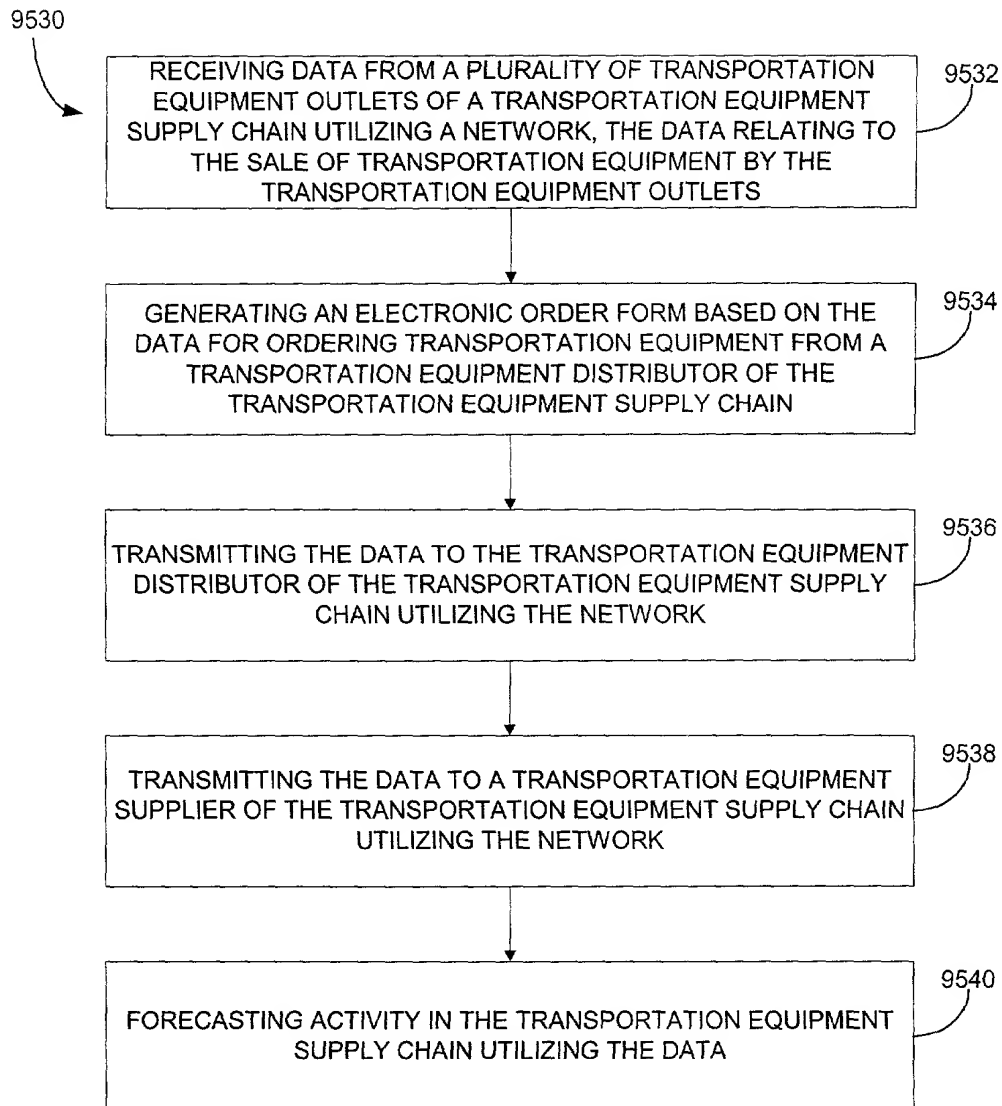 9530
RECEIVING DATA FROM A PLURALITY OF TRANSPORTATION
EQUIPMENT OUTLETS OF A TRANSPORTATION EQUIPMENT
SUPPLY CHAIN UTILIZING A NETWORK, THE DATA RELATING TO
THE SALE OF TRANSPORTATION EQUIPMENT BY THE
TRANSPORTATION EQUIPMENT OUTLETS
9532
GENERATING AN ELECTRONIC ORDER FORM BASED ON THE
DATA FOR ORDERING TRANSPORTATION EQUIPMENT FROM A
TRANSPORTATION EQUIPMENT DISTRIBUTOR OF THE
TRANSPORTATION EQUIPMENT SUPPLY CHAIN
9534
TRANSMITTING THE DATA TO THE TRANSPORTATION EQUIPMENT
DISTRIBUTOR OF THE TRANSPORTATION EQUIPMENT SUPPLY
CHAIN UTILIZING THE NETWORK
9536
TRANSMITTING THE DATA TO A TRANSPORTATION EQUIPMENT
SUPPLIER OF THE TRANSPORTATION EQUIPMENT SUPPLY CHAIN
UTILIZING THE NETWORK
9538
FORECASTING ACTIVITY IN THE TRANSPORTATION EQUIPMENT
SUPPLY CHAIN UTILIZING THE DATA
9540